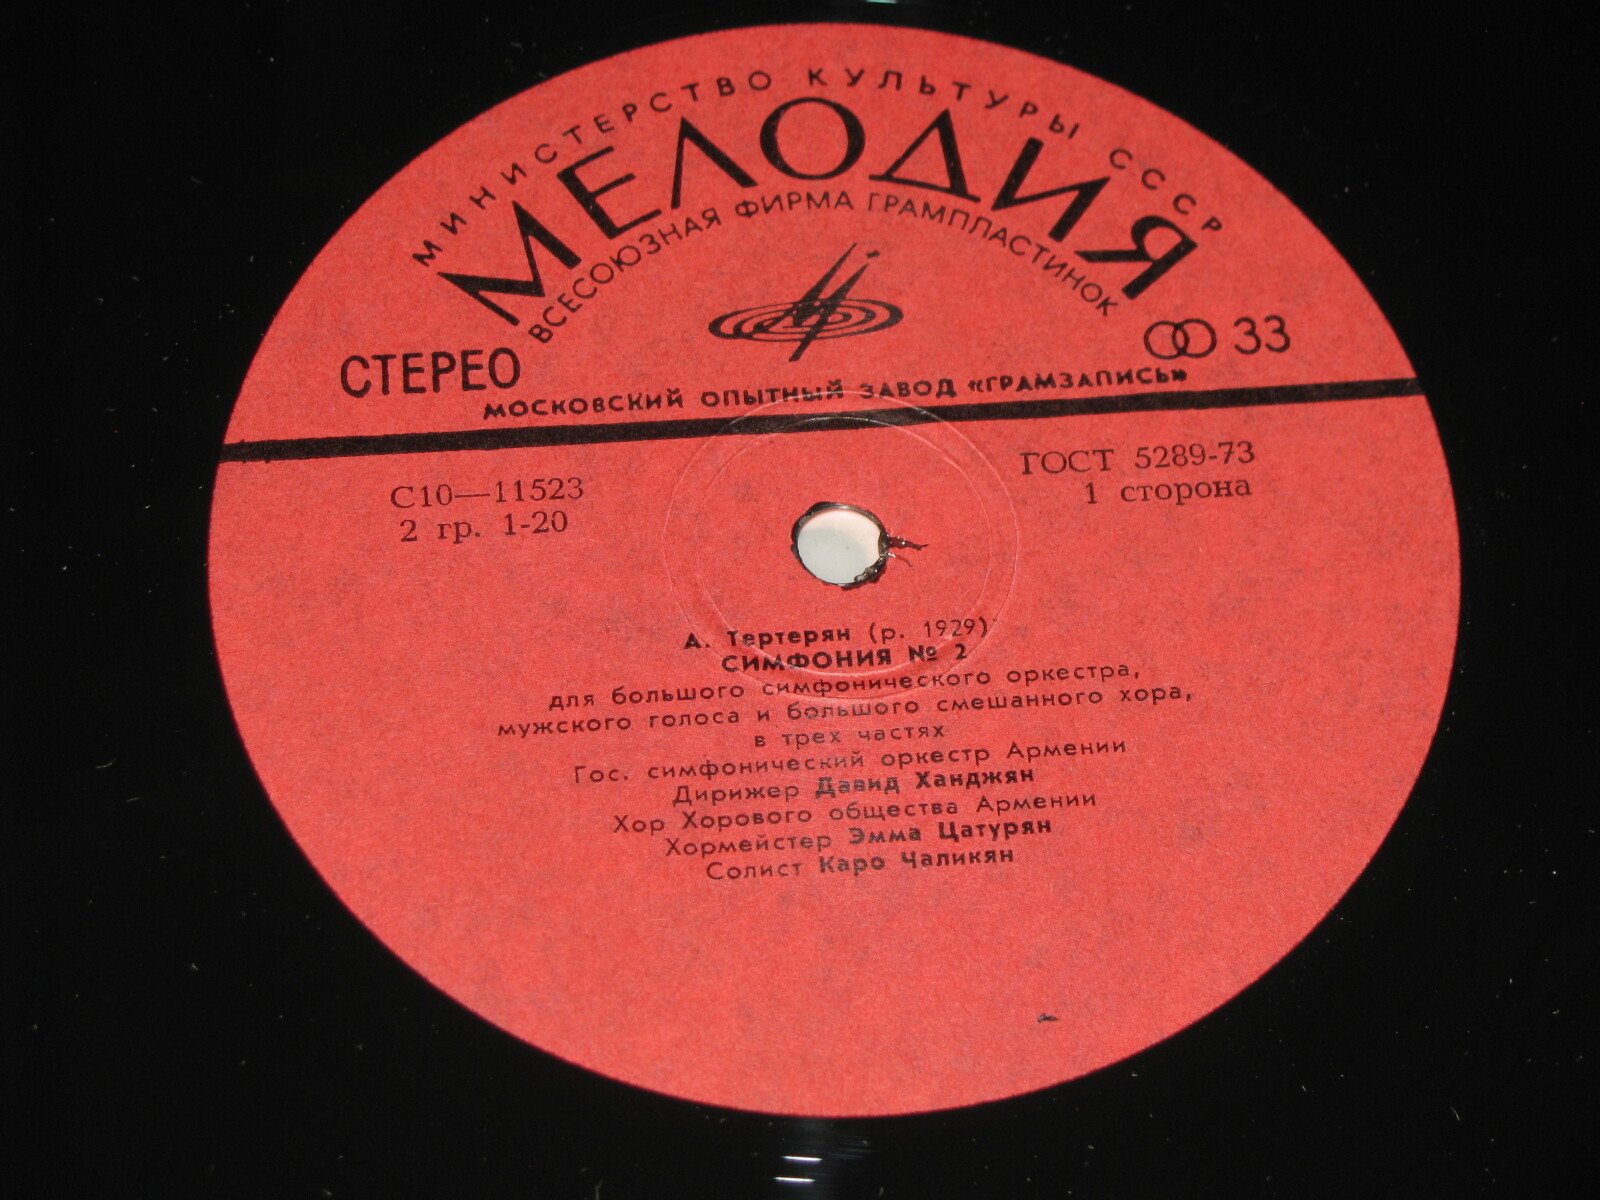 МИНИСТЕРСТВО КУЛЬТУРЫ СССР
МЕЛОДИЯ
ВСЕСОЮЗНАЯ ФИРМА ГРАМПЛАСТИНОК
СТЕРЕО
33
МОСКОВСКИЙ ОПЫТНЫЙ ЗАВОД «ГРАМЗАПИСЬ»
С10—11523
2 гр. 1-20
ГОСТ 5289-73
1 сторона
А. Тертерян (р. 1929)
СИМФОНИЯ № 2
для большого симфонического оркестра,
мужского голоса и большого смешанного хора,
в трех частях
Гос. симфонический оркестр Армении
Дирижер Давид Ханджян
Хор Хорового общества Армении
Хормейстер Эмма Цатурян
Солист Каро Чаликян